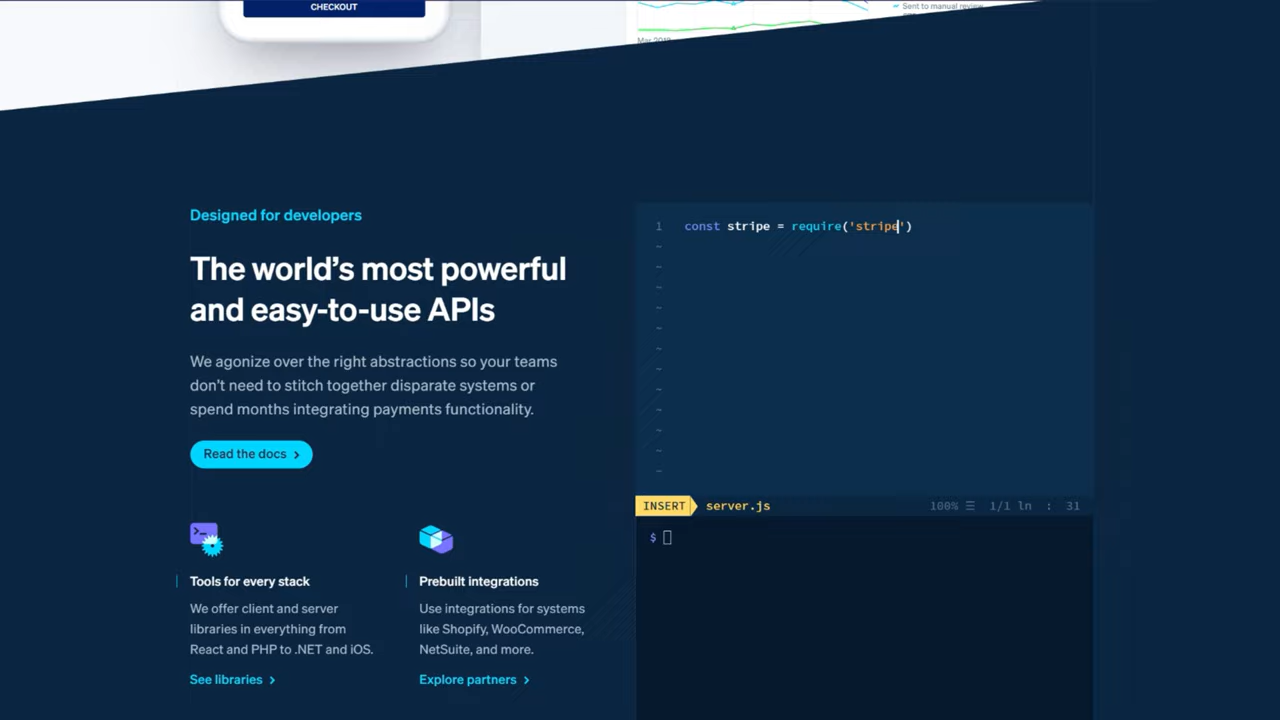 CHECKOUT
Sent to manual review
Mar 2019
Designed for developers
The world’s most powerful
and easy-to-use APIs
We agonize over the right abstractions so your teams
don’t need to stitch together disparate systems or
spend months integrating payments functionality.
Read the docs
Tools for every stack
We offer client and server
libraries in everything from
React and PHP to .NET and iOS.
See libraries
Prebuilt integrations
Use integrations for systems
like Shopify, WooCommerce,
NetSuite, and more.
Explore partners
1 const stripe = require('stripe')
~
~
~
~
~
~
~
~
~
~
~
~
INSERT server.js 100% ☰ 1/1 ln : 31
$